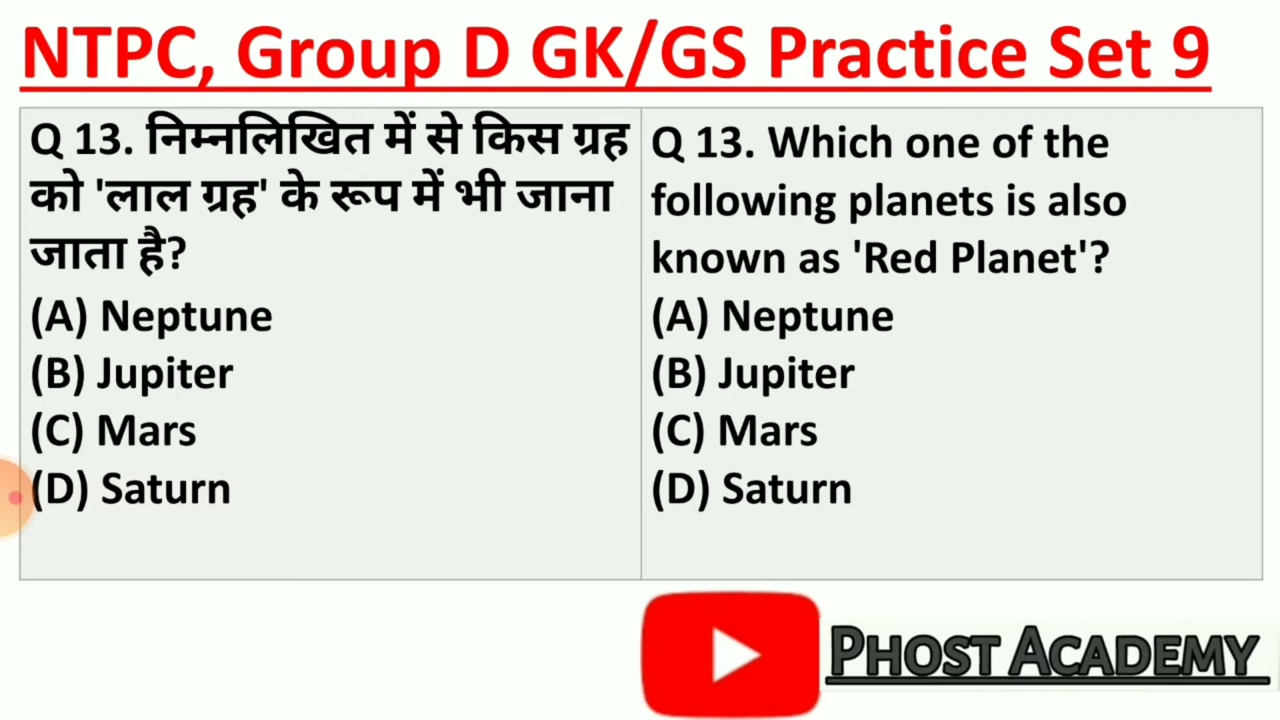 NTPC, Group D GK/GS Practice Set 9
Q 13. निम्नलिखित में से किस ग्रह
को 'लाल ग्रह' के रूप में भी जाना
जाता है?
(A) Neptune
(B) Jupiter
(C) Mars
(D) Saturn
Q 13. Which one of the
following planets is also
known as 'Red Planet'?
(A) Neptune
(B) Jupiter
(C) Mars
(D) Saturn
PHOST ACADEMY